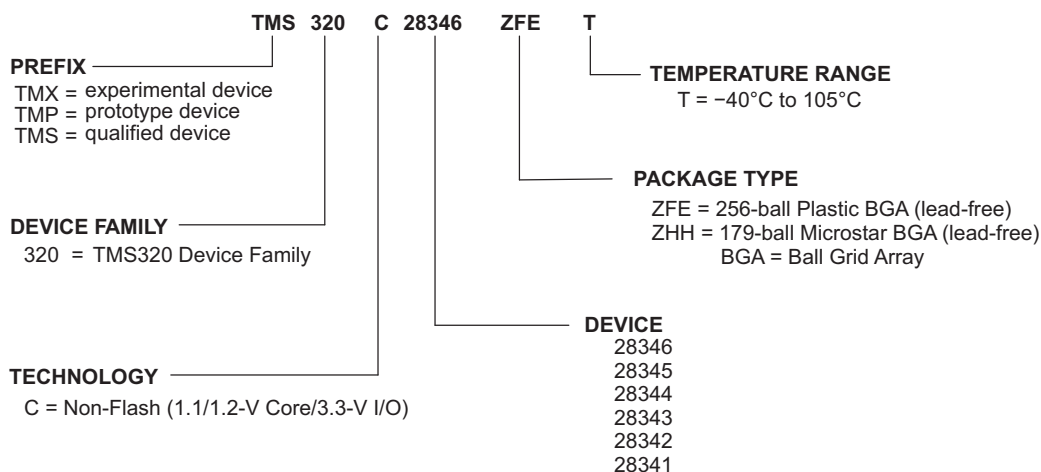 TMS 320 C 28346 ZFE T
PREFIX
TMX = experimental device
TMP = prototype device
TMS = qualified device
TEMPERATURE RANGE
T = −40°C to 105°C
PACKAGE TYPE
ZFE = 256-ball Plastic BGA (lead-free)
ZHH = 179-ball Microstar BGA (lead-free)
BGA = Ball Grid Array
DEVICE FAMILY
320 = TMS320 Device Family
DEVICE
28346
28345
28344
28343
28342
28341
TECHNOLOGY
C = Non-Flash (1.1/1.2-V Core/3.3-V I/O)